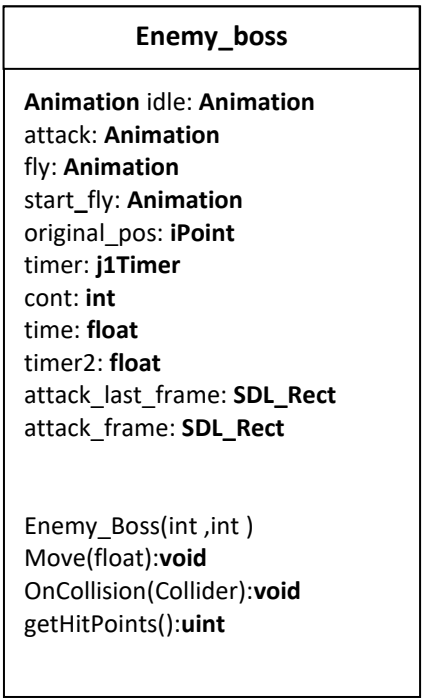 Enemy_boss
Animation idle: Animation
attack: Animation
fly: Animation
start_fly: Animation
original_pos: iPoint
timer: j1Timer
cont: int
time: float
timer2: float
attack_last_frame: SDL_Rect
attack_frame: SDL_Rect
Enemy_Boss(int ,int )
Move(float):void
OnCollision(Collider):void
getHitPoints():uint